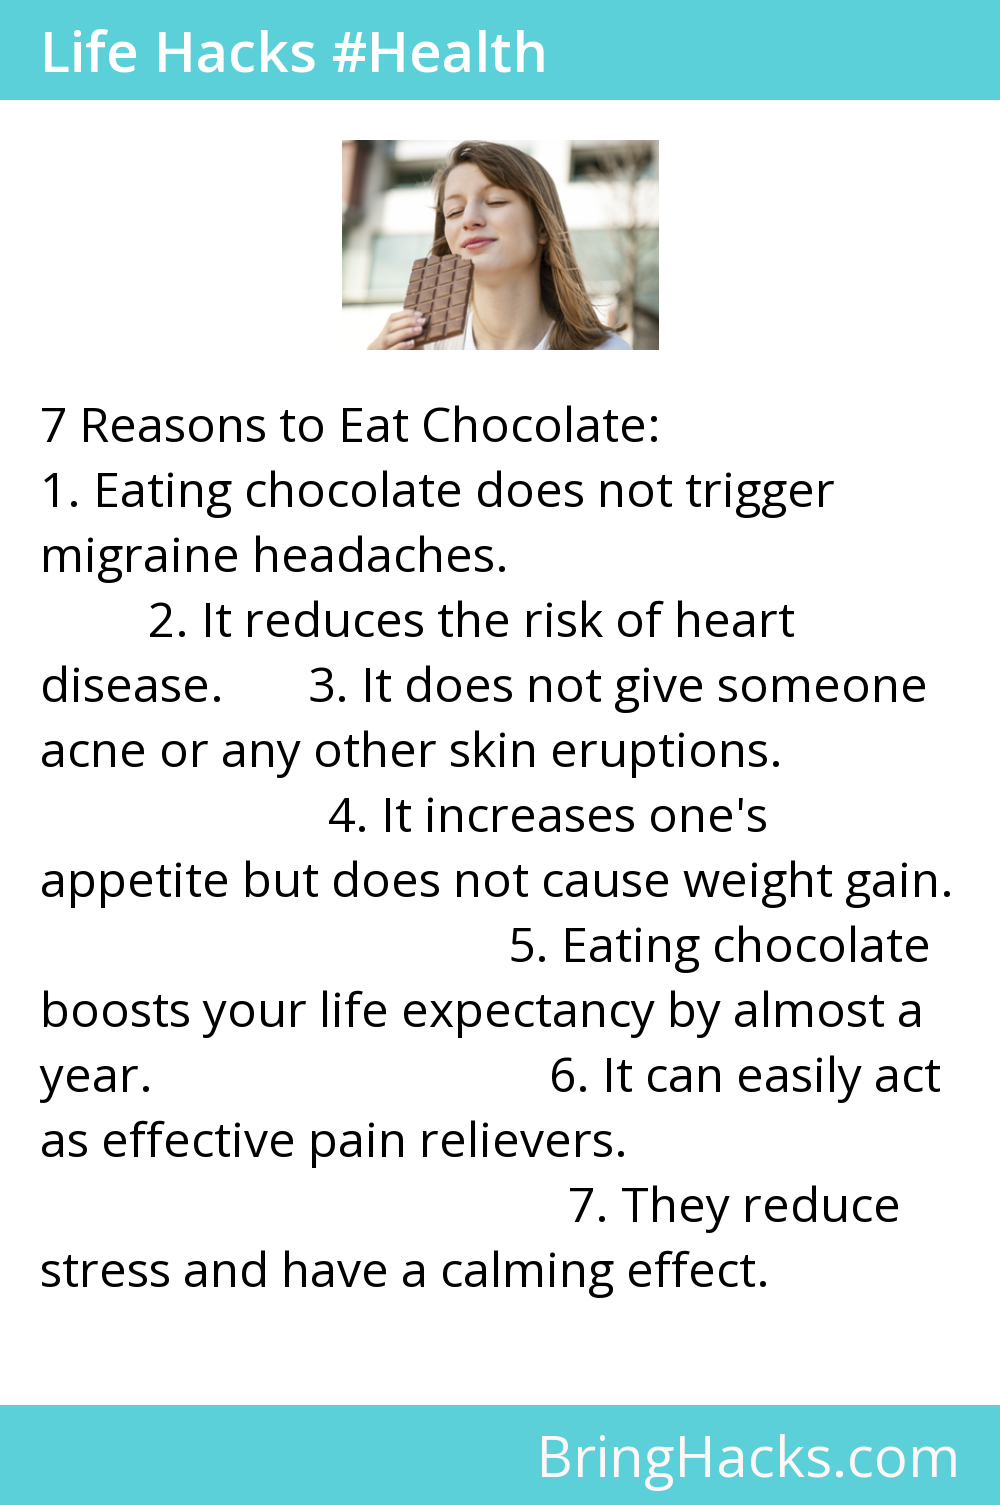 Life Hacks #Health
7 Reasons to Eat Chocolate:
1. Eating chocolate does not trigger
migraine headaches.
2. It reduces the risk of heart
disease. 3. It does not give someone
acne or any other skin eruptions.
4. It increases one's
appetite but does not cause weight gain.
5. Eating chocolate
boosts your life expectancy by almost a
year. 6. It can easily act
as effective pain relievers.
7. They reduce
stress and have a calming effect.
BringHacks.com